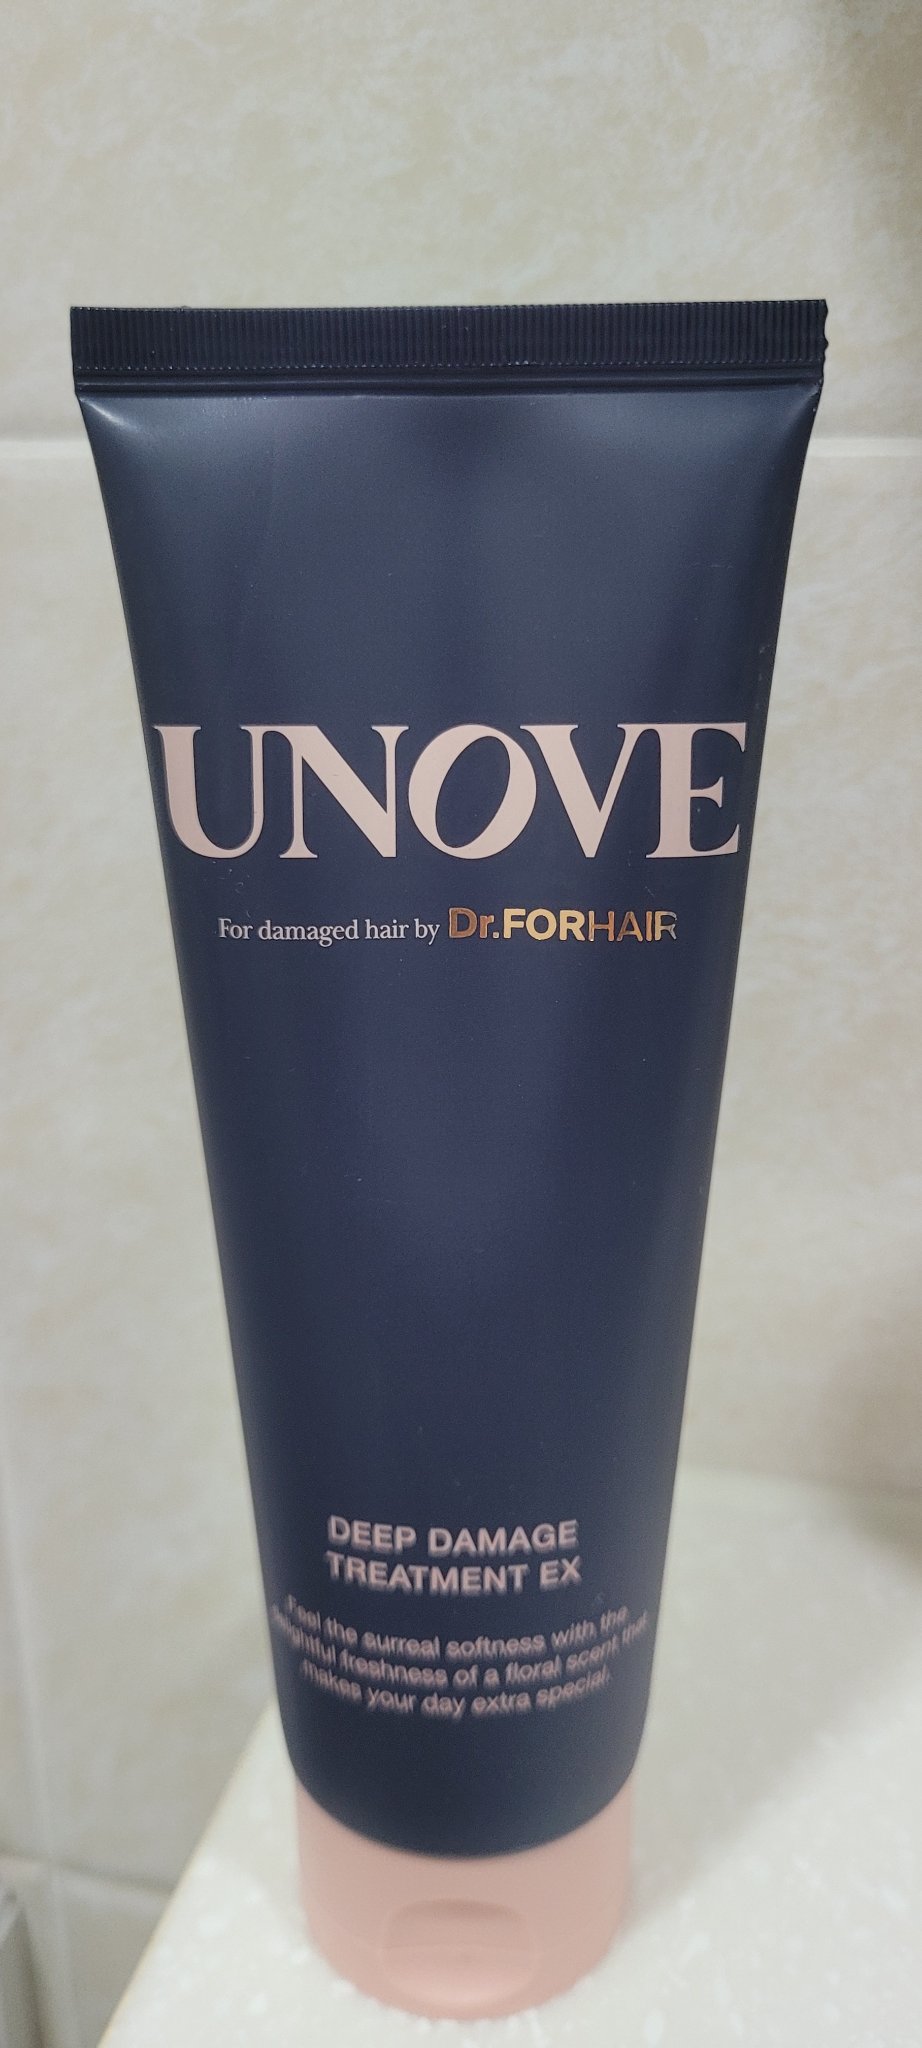 UNOVE
For damaged hair by Dr.FORHAIR
DEEP DAMAGE
TREATMENT EX
Feel the surreal softness with the
delightful freshness of a floral scent that
makes your day extra special.